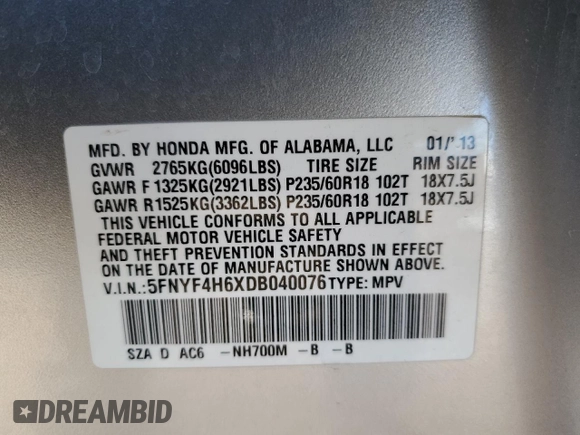 MFD. BY HONDA MFG. OF ALABAMA, LLC 01/'13
GVWR 2765KG(6096LBS) TIRE SIZE RIM SIZE
GAWR F 1325KG(2921LBS) P235/60R18 102T 18X7.5J
GAWR R1525KG(3362LBS) P235/60R18 102T 18X7.5J
THIS VEHICLE CONFORMS TO ALL APPLICABLE
FEDERAL MOTOR VEHICLE SAFETY
AND THEFT PREVENTION STANDARDS IN EFFECT
ON THE DATE OF MANUFACTURE SHOWN ABOVE.
V.I.N.:5FNYF4H6XDB040076 TYPE: MPV
SZA D AC6 -NH700M -B -B
DREAMBID